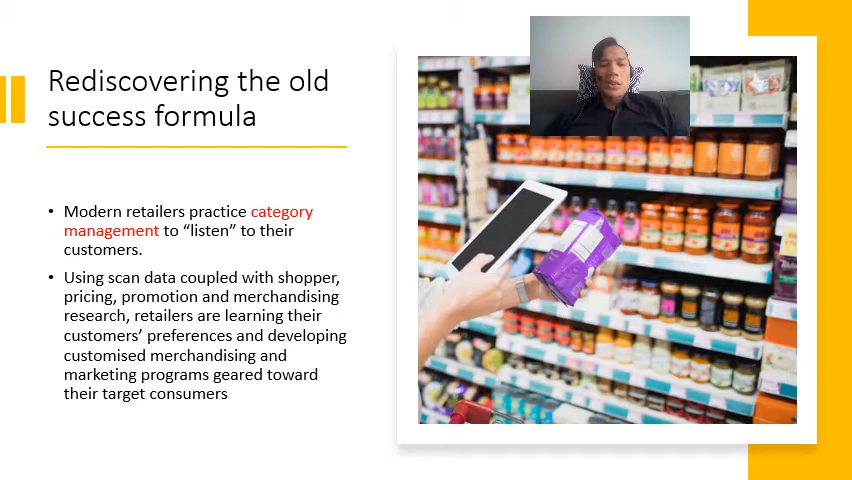 Rediscovering the old
success formula
• Modern retailers practice category
management to “listen” to their
customers.
• Using scan data coupled with shopper,
pricing, promotion and merchandising
research, retailers are learning their
customers’ preferences and developing
customised merchandising and
marketing programs geared toward
their target consumers